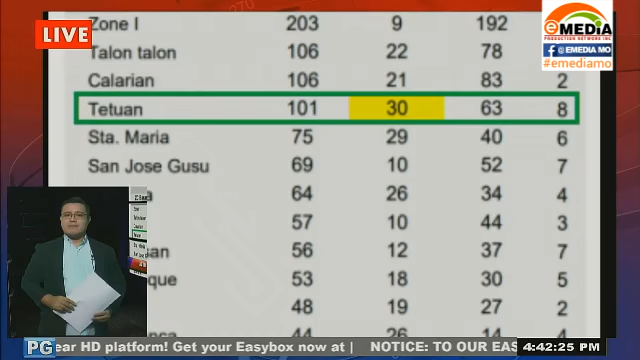 LIVE
eMEDIA
PRODUCTION NETWORK INC
f @EMEDIA MO
#emediamo
Zone I 203 9 192
Talon talon 106 22 78
Calarian 106 21 83 2
Tetuan 101 30 63 8
Sta. Maria 75 29 40 6
San Jose Gusu 69 10 52 7
64 26 34 4
57 10 44 3
56 12 37 7
53 18 30 5
48 19 27 2
44 26 14 4
PG
ear HD platform! Get your Easybox now at | NOTICE: TO OUR EAS
4:42:25 PM